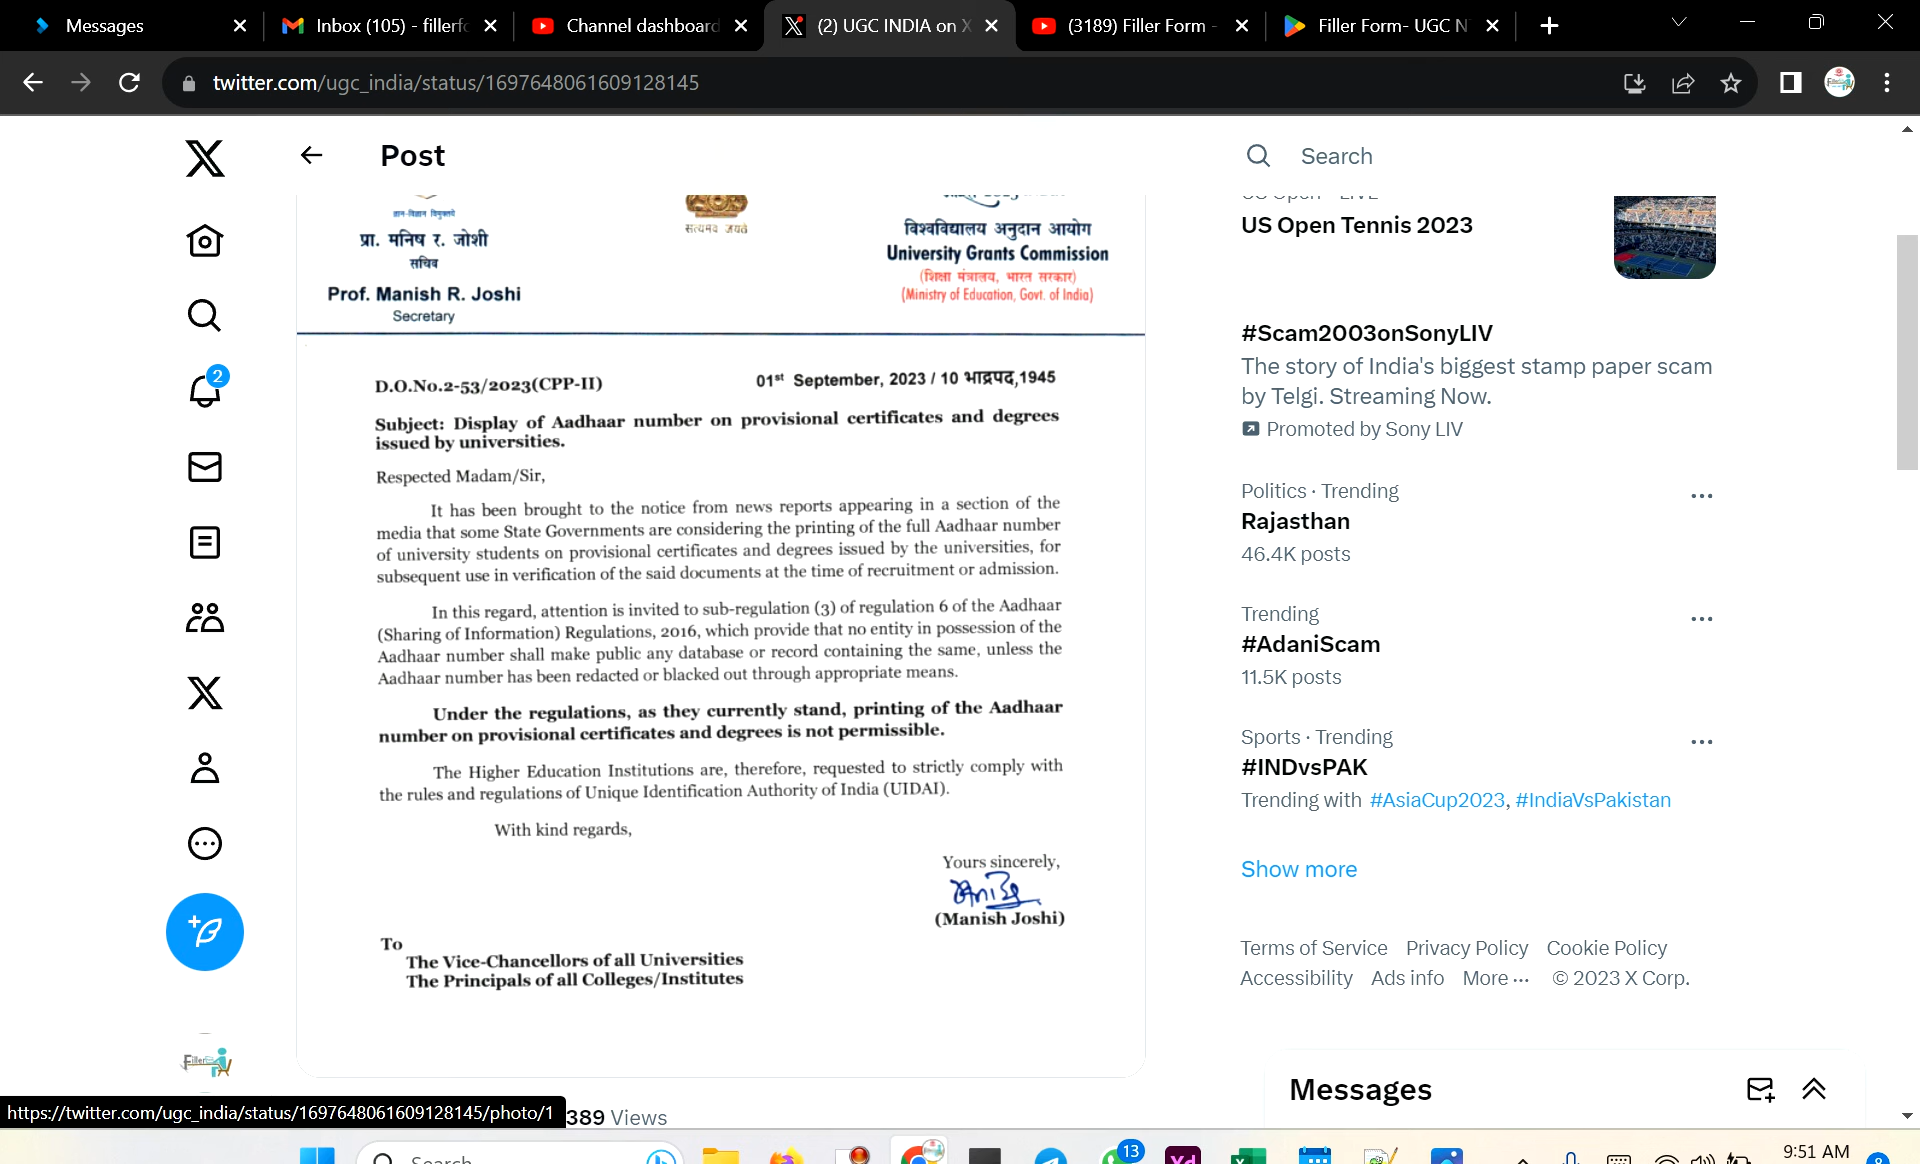 Messages
Inbox (105) - fillerfo
Channel dashboard
(2) UGC INDIA on X
(3189) Filler Form -
Filler Form- UGC N
twitter.com/ugc_india/status/1697648061609128145
Post
Search
ज्ञान-विज्ञान विमुक्तये
प्रा. मनिष र. जोशी
सचिव
Prof. Manish R. Joshi
Secretary
सत्यमेव जयते
विश्वविद्यालय अनुदान आयोग
University Grants Commission
(शिक्षा मंत्रालय, भारत सरकार)
(Ministry of Education, Govt. of India)
D.O.No.2-53/2023(CPP-II)
01st September, 2023 / 10 भाद्रपद,1945
Subject: Display of Aadhaar number on provisional certificates and degrees
issued by universities.
Respected Madam/Sir,
It has been brought to the notice from news reports appearing in a section of the
media that some State Governments are considering the printing of the full Aadhaar number
of university students on provisional certificates and degrees issued by the universities, for
subsequent use in verification of the said documents at the time of recruitment or admission.
In this regard, attention is invited to sub-regulation (3) of regulation 6 of the Aadhaar
(Sharing of Information) Regulations, 2016, which provide that no entity in possession of the
Aadhaar number shall make public any database or record containing the same, unless the
Aadhaar number has been redacted or blacked out through appropriate means.
Under the regulations, as they currently stand, printing of the Aadhaar
number on provisional certificates and degrees is not permissible.
The Higher Education Institutions are, therefore, requested to strictly comply with
the rules and regulations of Unique Identification Authority of India (UIDAI).
With kind regards,
Yours sincerely,
(Manish Joshi)
To
The Vice-Chancellors of all Universities
The Principals of all Colleges/Institutes
389 Views
US Open · LIVE
US Open Tennis 2023
#Scam2003onSonyLIV
The story of India's biggest stamp paper scam
by Telgi. Streaming Now.
Promoted by Sony LIV
Politics · Trending
Rajasthan
46.4K posts
Trending
#AdaniScam
11.5K posts
Sports · Trending
#INDvsPAK
Trending with #AsiaCup2023, #IndiaVsPakistan
Show more
Terms of Service Privacy Policy Cookie Policy
Accessibility Ads info More ··· © 2023 X Corp.
Messages
2
Filler
https://twitter.com/ugc_india/status/1697648061609128145/photo/1
Search
13
Xd
9:51 AM
8